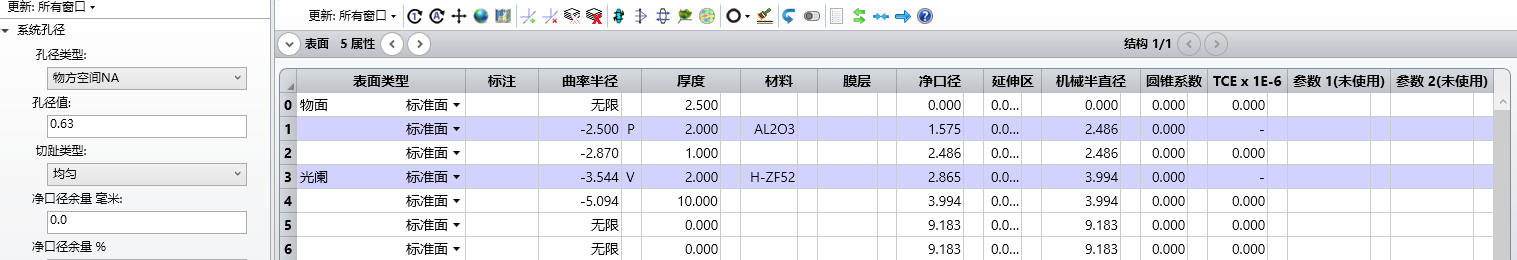 更新: 所有窗口
系统孔径
孔径类型:
物方空间NA
孔径值:
0.63
切趾类型:
均匀
净口径余量 毫米:
0.0
净口径余量 %
更新: 所有窗口
表面 5 属性 结构 1/1
表面类型 标注 曲率半径 厚度 材料 膜层 净口径 延伸区 机械半直径 圆锥系数 TCE x 1E-6 参数 1(未使用) 参数 2(未使用)
0 物面 标准面 无限 2.500 0.000 0.0... 0.000 0.000 0.000
1 标准面 -2.500 P 2.000 AL2O3 1.575 0.0... 2.486 0.000 -
2 标准面 -2.870 1.000 2.486 0.0... 2.486 0.000 0.000
3 光阑 标准面 -3.544 V 2.000 H-ZF52 2.865 0.0... 3.994 0.000 -
4 标准面 -5.094 10.000 3.994 0.0... 3.994 0.000 0.000
5 标准面 无限 0.000 9.183 0.0... 9.183 0.000 0.000
6 标准面 无限 0.000 9.183 0.0... 9.183 0.000 0.000